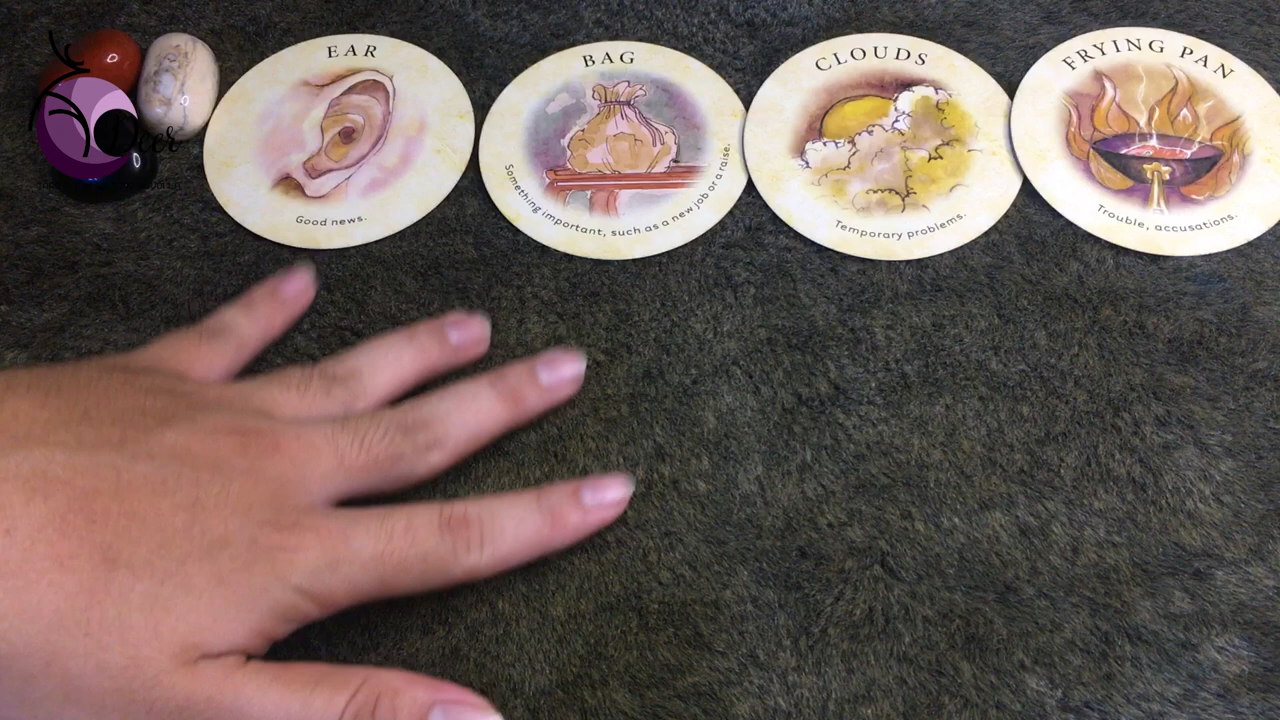 EAR
Good news.
BAG
Something important, such as a new job or a raise.
CLOUDS
Temporary problems.
FRYING PAN
Trouble, accusations.